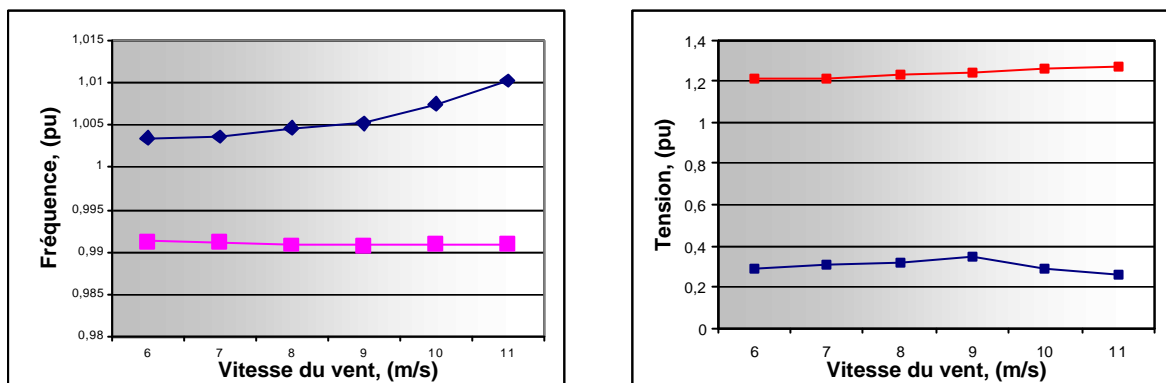 1,015
1,01
1,005
1
0,995
0,99
0,985
0,98
Fréquence, (pu)
6 7 8 9 10 11
Vitesse du vent, (m/s)
1,4
1,2
1
0,8
0,6
0,4
0,2
0
Tension, (pu)
6 7 8 9 10 11
Vitesse du vent, (m/s)